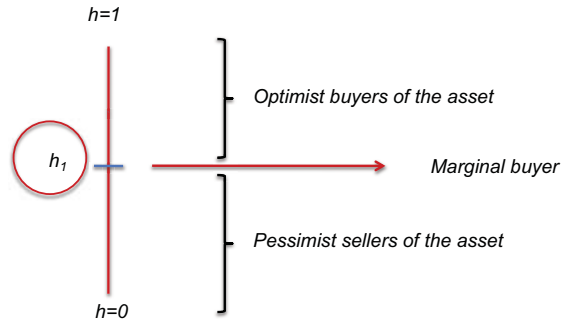 h=1
Optimist buyers of the asset
h₁
Marginal buyer
Pessimist sellers of the asset
h=0